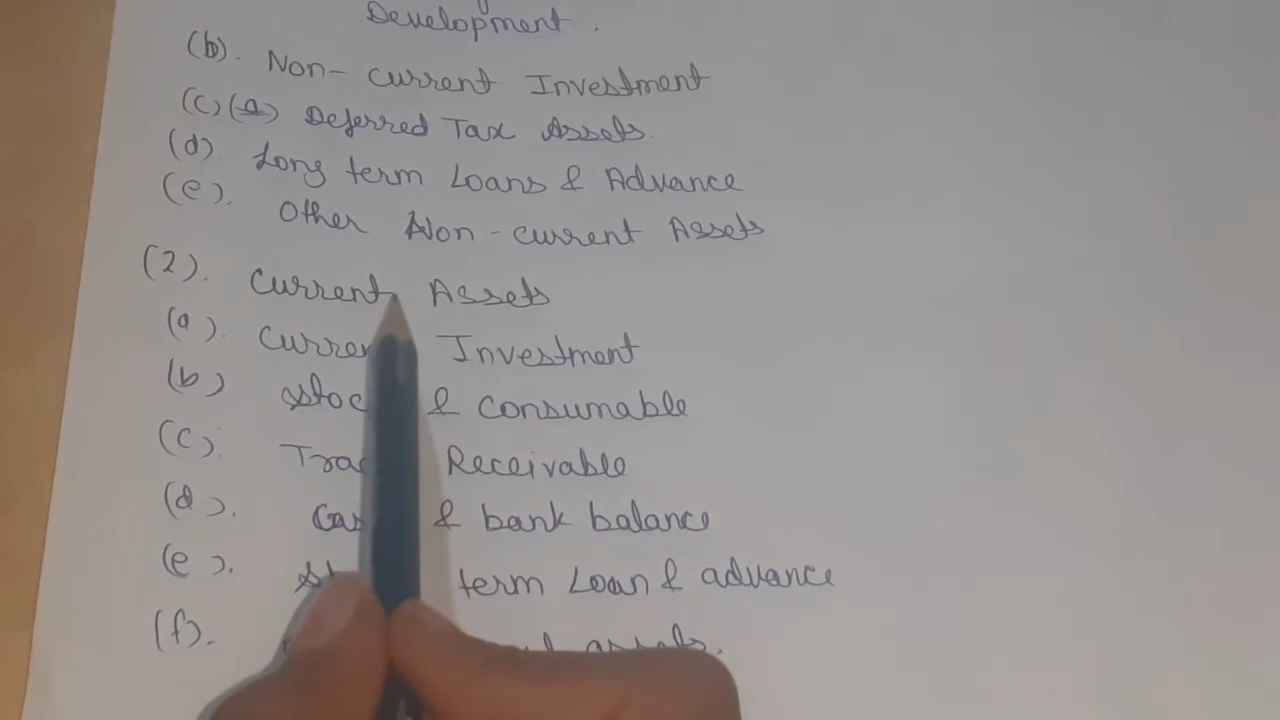 Development.
(b). Non-current Investment
(c) (a) Deferred Tax Assets.
(d). Long term Loans & Advance
(e). Other Non-current Assets
(2). Current Assets
(a). Investment
(b) & consumable
(c). Receivable
(d). & bank balance
(e). term Loan & advance
(f). assets.